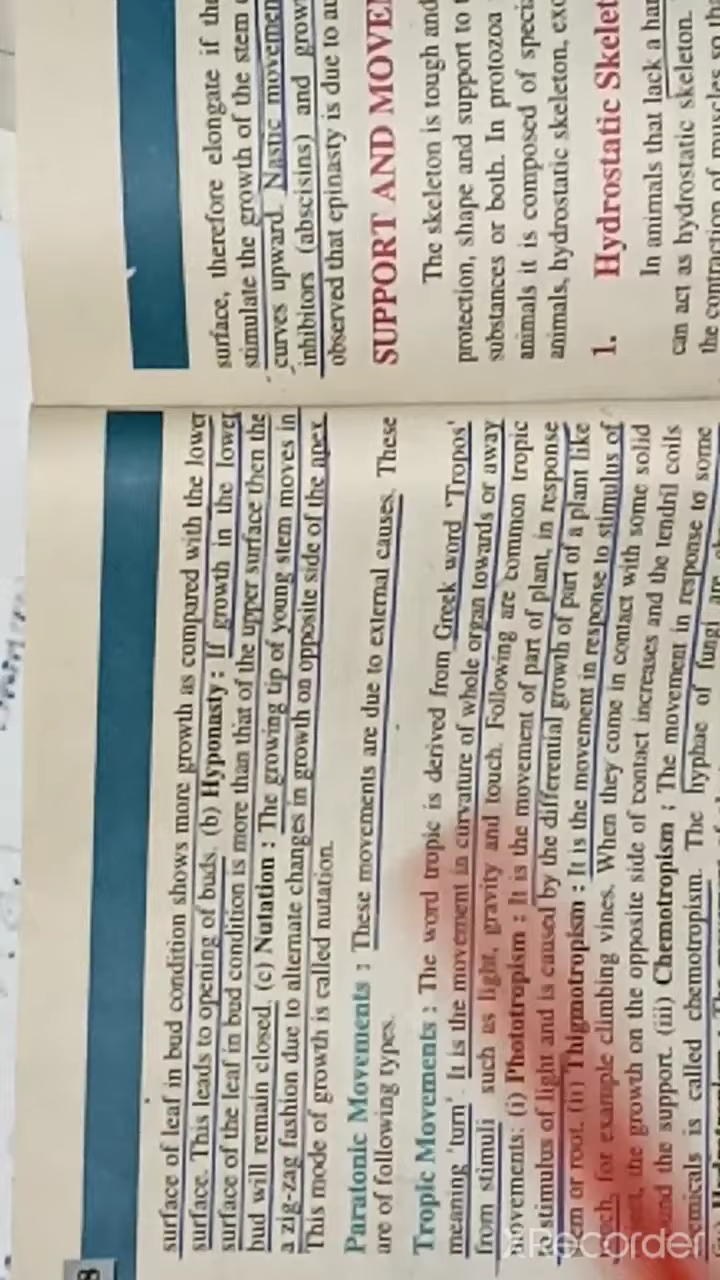 surface of leaf in bud condition shows more growth as compared with the lower
surface. This leads to opening of buds. (b) Hyponasty : If growth in the lower
surface of the leaf in bud condition is more than that of the upper surface then the
bud will remain closed. (c) Nutation : The growing tip of young stem moves in
a zig-zag fashion due to alternate changes in growth on opposite side of the apex.
This mode of growth is called nutation.
Paratonic Movements : These movements are due to external causes. These
are of following types.
Tropic Movements : The word tropic is derived from Greek word 'Tropos'
meaning 'turn'. It is the movement in curvature of whole organ towards or away
from stimuli such as light, gravity and touch. Following are common tropic
ovements: (i) Phototropism : It is the movement of part of plant, in response
stimulus of light and is caused by the differential growth of part of a plant like
em or root. (ii) Thigmotropism : It is the movement in response to stimulus of
for example climbing vines. When they come in contact with some solid
the growth on the opposite side of contact increases and the tendril coils
nd the support. (iii) Chemotropism : The movement in response to some
emicals is called chemotropism. The hyphae of fungi are
surface, therefore elongate if the
stimulate the growth of the stem
curves upward. Nastic movemen
inhibitors (abscisins) and grow
observed that epinasty is due to au
SUPPORT AND MOVE
The skeleton is tough and
protection, shape and support to
substances or both. In protozoa
animals it is composed of specia
animals, hydrostatic skeleton, exo
1. Hydrostatic Skelet
In animals that lack a har
can act as hydrostatic skeleton.
the contraction of muscles so tha
XRecorder